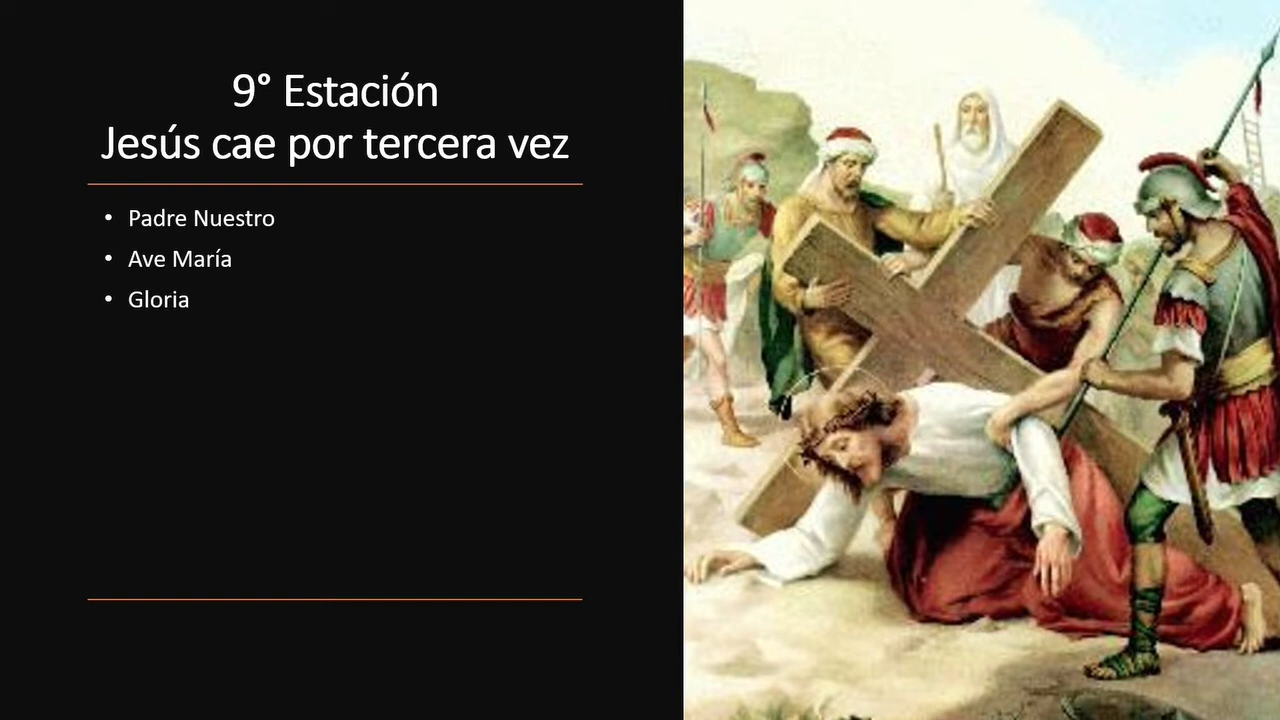 9° Estación
Jesús cae por tercera vez
• Padre Nuestro
• Ave María
• Gloria